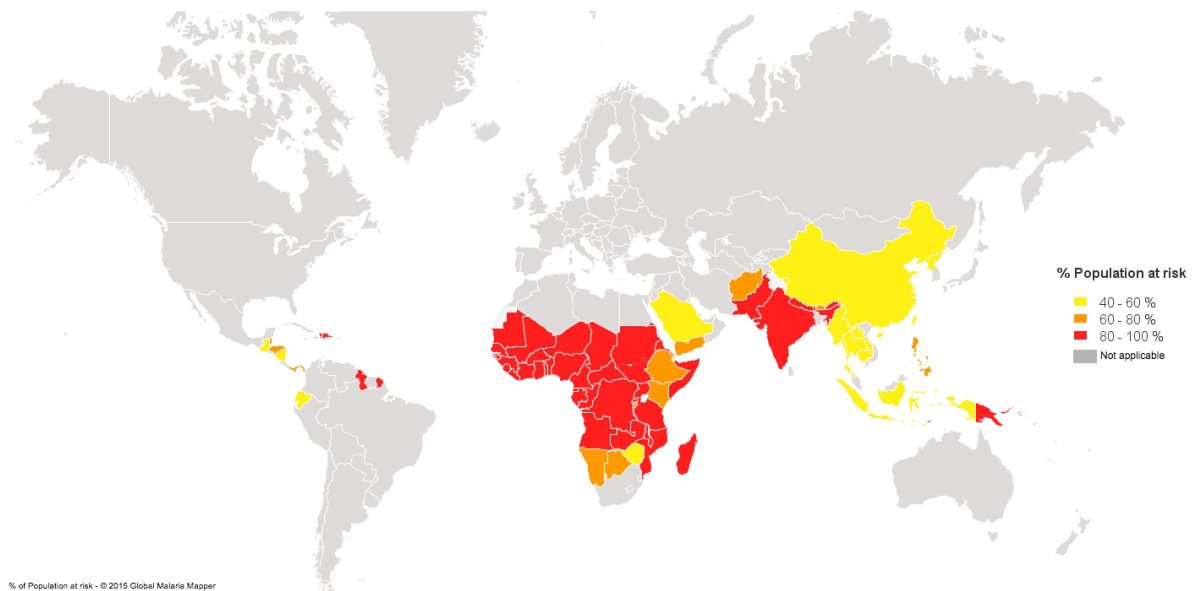 % Population at risk
40 - 60 %
60 - 80 %
80 - 100 %
Not applicable
% of Population at risk - © 2015 Global Malaria Mapper